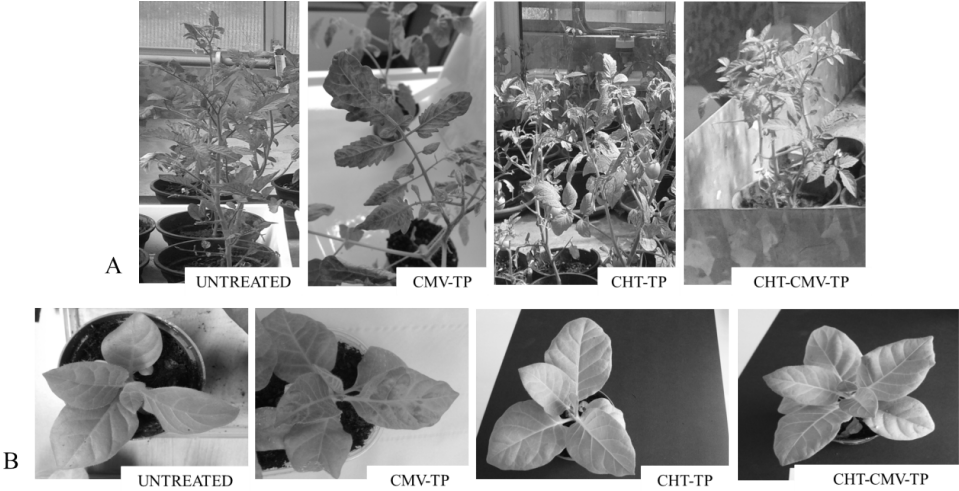 A
UNTREATED
CMV-TP
CHT-TP
CHT-CMV-TP
B
UNTREATED
CMV-TP
CHT-TP
CHT-CMV-TP